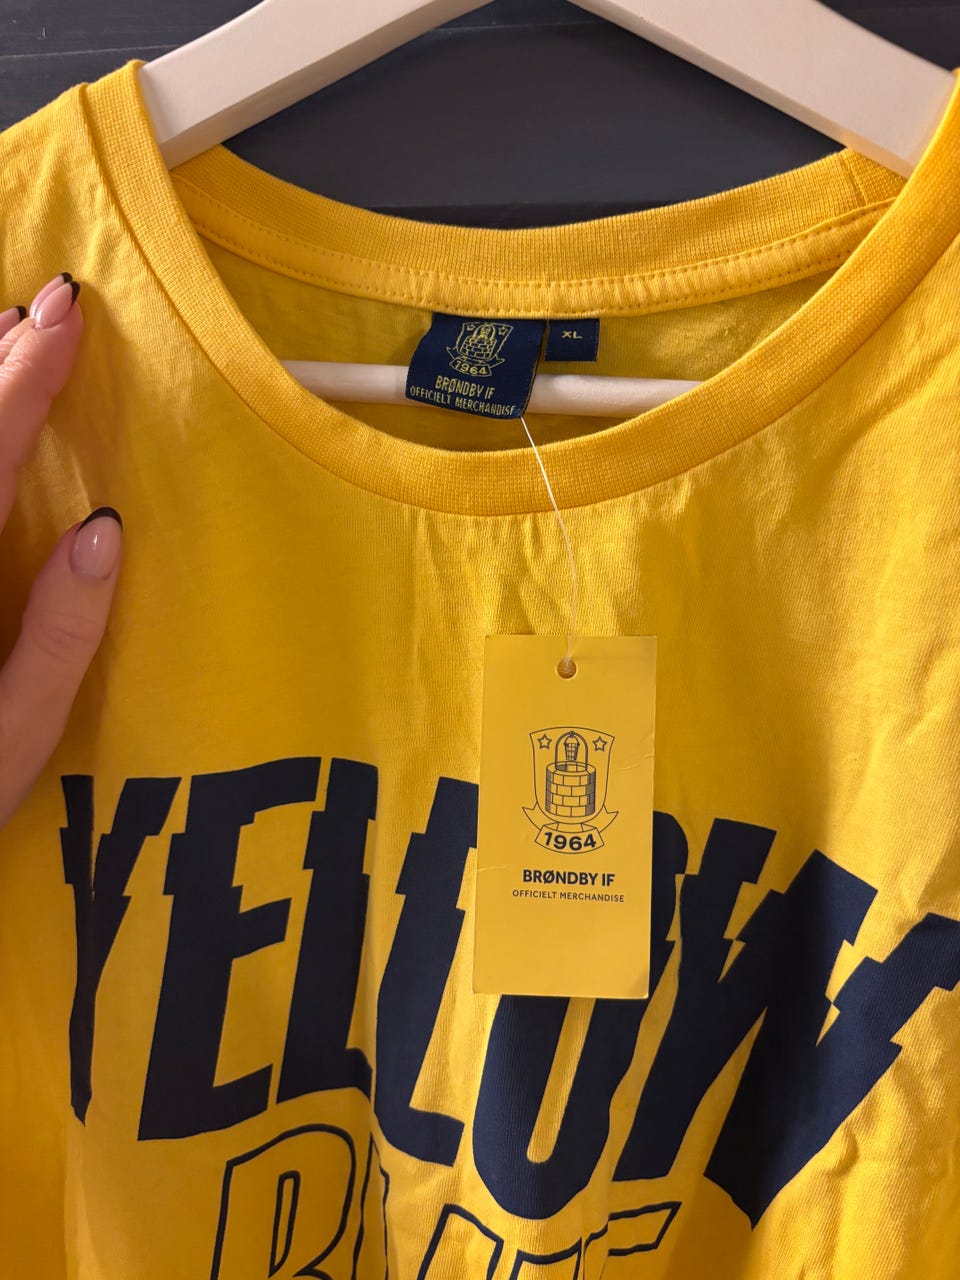 1964
BRØNDBY IF
OFFICIELT MERCHANDISE
XL
1964
BRØNDBY IF
OFFICIELT MERCHANDISE
YELLOW